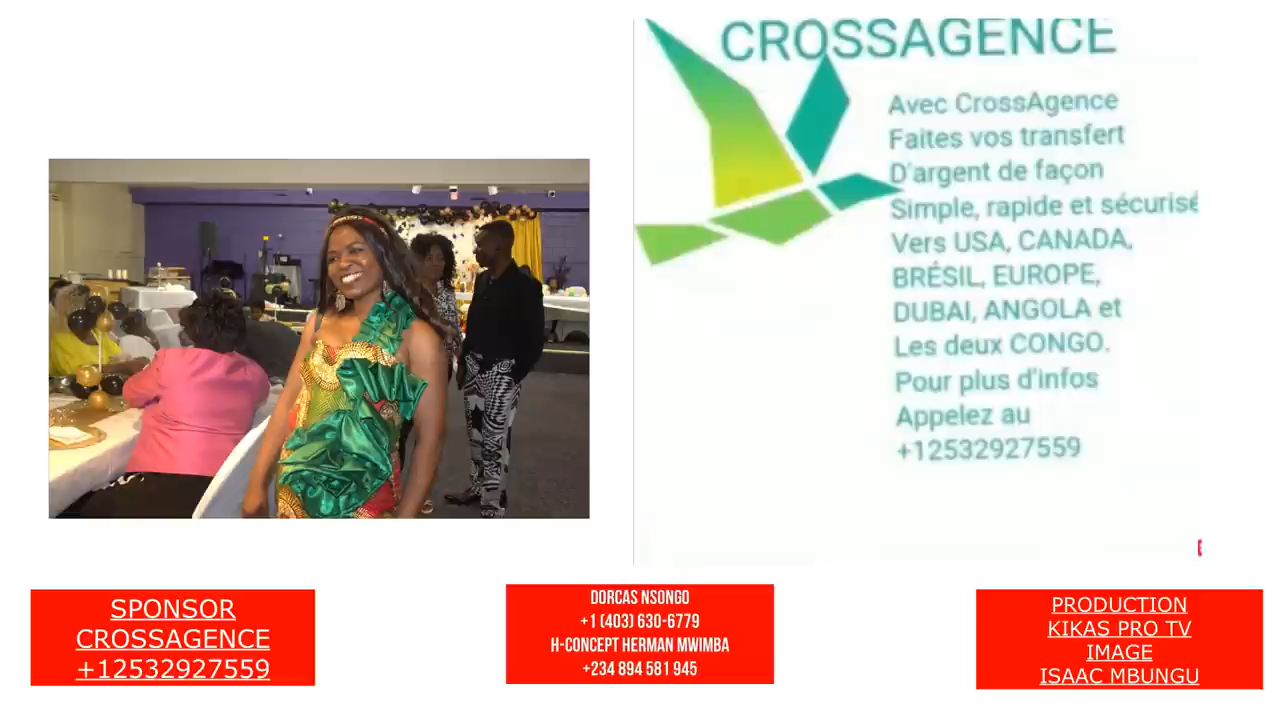 CROSSAGENCE
Avec CrossAgence
Faites vos transfert
D'argent de façon
Simple, rapide et sécurisé
Vers USA, CANADA,
BRÉSIL, EUROPE,
DUBAI, ANGOLA et
Les deux CONGO.
Pour plus d'infos
Appelez au
+12532927559
SPONSOR
CROSSAGENCE
+12532927559
DORCAS NSONGO
+1 (403) 630-6779
H-CONCEPT HERMAN MWIMBA
+234 894 581 945
PRODUCTION
KIKAS PRO TV
IMAGE
ISAAC MBUNGU